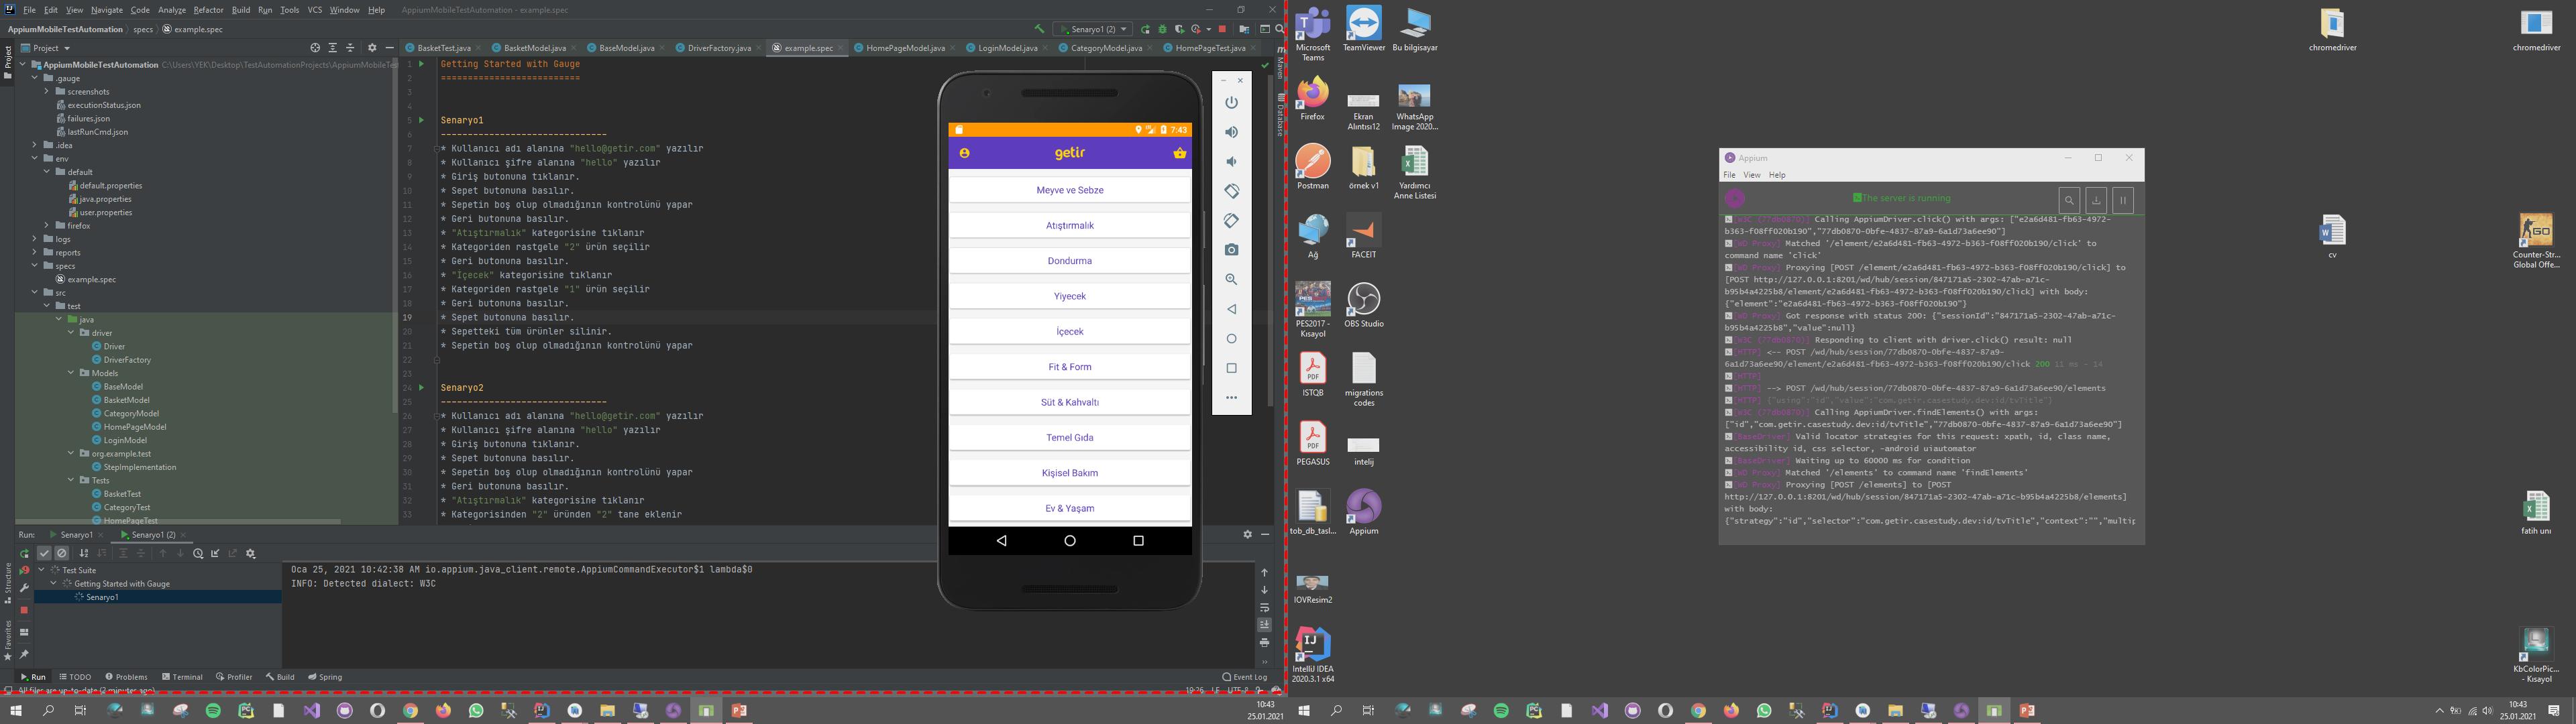 File Edit View Navigate Code Analyze Refactor Build Run Tools VCS Window Help AppiumMobileTestAutomation - example.spec
AppiumMobileTestAutomation specs example.spec
Senaryo1 (2)
Project
BasketTest.java BasketModel.java BaseModel.java DriverFactory.java example.spec HomePageModel.java LoginModel.java CategoryModel.java HomePageTest.java
AppiumMobileTestAutomation C:\Users\YEK\Desktop\TestAutomationProjects\AppiumMobileTest
.gauge
screenshots
executionStatus.json
failures.json
lastRunCmd.json
.idea
env
default
default.properties
java.properties
user.properties
firefox
logs
reports
specs
example.spec
src
test
java
driver
Driver
DriverFactory
Models
BaseModel
BasketModel
CategoryModel
HomePageModel
LoginModel
org.example.test
StepImplementation
Tests
BasketTest
CategoryTest
HomePageTest
1 Getting Started with Gauge
2 ==========================
3
4
5 Senaryo1
6 -------------------------------
7 * Kullanıcı adı alanına "hello@getir.com" yazılır
8 * Kullanıcı şifre alanına "hello" yazılır
9 * Giriş butonuna tıklanır.
10 * Sepet butonuna basılır.
11 * Sepetin boş olup olmadığının kontrolünü yapar
12 * Geri butonuna basılır.
13 * "Atıştırmalık" kategorisine tıklanır
14 * Kategoriden rastgele "2" ürün seçilir
15 * Geri butonuna basılır.
16 * "İçecek" kategorisine tıklanır
17 * Kategoriden rastgele "1" ürün seçilir
18 * Geri butonuna basılır.
19 * Sepet butonuna basılır.
20 * Sepetteki tüm ürünler silinir.
21 * Sepetin boş olup olmadığının kontrolünü yapar
22
23
24 Senaryo2
25 -------------------------------
26 * Kullanıcı adı alanına "hello@getir.com" yazılır
27 * Kullanıcı şifre alanına "hello" yazılır
28 * Giriş butonuna tıklanır.
29 * Sepet butonuna basılır.
30 * Sepetin boş olup olmadığının kontrolünü yapar
31 * Geri butonuna basılır.
32 * "Atıştırmalık" kategorisine tıklanır
33 * Kategorisinden "2" üründen "2" tane eklenir
7:43
getir
Meyve ve Sebze
Atıştırmalık
Dondurma
Yiyecek
İçecek
Fit & Form
Süt & Kahvaltı
Temel Gıda
Kişisel Bakım
Ev & Yaşam
Project
Structure
Favorites
Maven
Database
Run: Senaryo1 Senaryo1 (2)
Test Suite
Getting Started with Gauge
Senaryo1
Oca 25, 2021 10:42:38 AM io.appium.java_client.remote.AppiumCommandExecutor$1 lambda$0
INFO: Detected dialect: W3C
Run TODO Problems Terminal Profiler Build Spring Event Log
All files are up-to-date (2 minutes ago)
19:26 LF UTF-8
10:43
25.01.2021
Microsoft Teams
TeamViewer
Bu bilgisayar
Firefox
Ekran Alıntısı12
WhatsApp Image 2020...
Postman
örnek v1
Yardımcı Anne Listesi
Ağ
FACEIT
PES2017 - Kısayol
OBS Studio
ISTQB
migrations codes
PEGASUS
intelij
tob_db_tasl...
Appium
IOVResim2
IntelliJ IDEA 2020.3.1 x64
Appium
File View Help
The server is running
[W3C (77db0870)] Calling AppiumDriver.click() with args: ["e2a6d481-fb63-4972-
b363-f08ff020b190","77db0870-0bfe-4837-87a9-6a1d73a6ee90"]
[WD Proxy] Matched '/element/e2a6d481-fb63-4972-b363-f08ff020b190/click' to
command name 'click'
[WD Proxy] Proxying [POST /element/e2a6d481-fb63-4972-b363-f08ff020b190/click] to
[POST http://127.0.0.1:8201/wd/hub/session/847171a5-2302-47ab-a71c-
b95b4a4225b8/element/e2a6d481-fb63-4972-b363-f08ff020b190/click] with body:
{"element":"e2a6d481-fb63-4972-b363-f08ff020b190"}
[WD Proxy] Got response with status 200: {"sessionId":"847171a5-2302-47ab-a71c-
b95b4a4225b8","value":null}
[W3C (77db0870)] Responding to client with driver.click() result: null
[HTTP] <-- POST /wd/hub/session/77db0870-0bfe-4837-87a9-
6a1d73a6ee90/element/e2a6d481-fb63-4972-b363-f08ff020b190/click 200 11 ms - 14
[HTTP]
[HTTP] --> POST /wd/hub/session/77db0870-0bfe-4837-87a9-6a1d73a6ee90/elements
[HTTP] {"using":"id","value":"com.getir.casestudy.dev:id/tvTitle"}
[W3C (77db0870)] Calling AppiumDriver.findElements() with args:
["id","com.getir.casestudy.dev:id/tvTitle","77db0870-0bfe-4837-87a9-6a1d73a6ee90"]
[BaseDriver] Valid locator strategies for this request: xpath, id, class name,
accessibility id, css selector, -android uiautomator
[BaseDriver] Waiting up to 60000 ms for condition
[WD Proxy] Matched '/elements' to command name 'findElements'
[WD Proxy] Proxying [POST /elements] to [POST
http://127.0.0.1:8201/wd/hub/session/847171a5-2302-47ab-a71c-b95b4a4225b8/elements]
with body:
{"strategy":"id","selector":"com.getir.casestudy.dev:id/tvTitle","context":"","multip
chromedriver
chromedriver
cv
Counter-Str... Global Offe...
fatih uni
KbColorPic... - Kısayol
10:43
25.01.2021